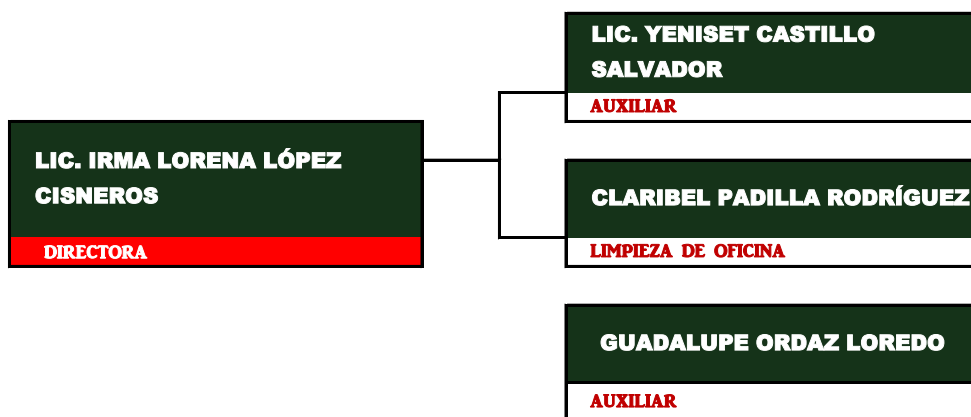 LIC. IRMA LORENA LÓPEZ
CISNEROS
DIRECTORA
LIC. YENISET CASTILLO
SALVADOR
AUXILIAR
CLARIBEL PADILLA RODRÍGUEZ
LIMPIEZA DE OFICINA
GUADALUPE ORDAZ LOREDO
AUXILIAR